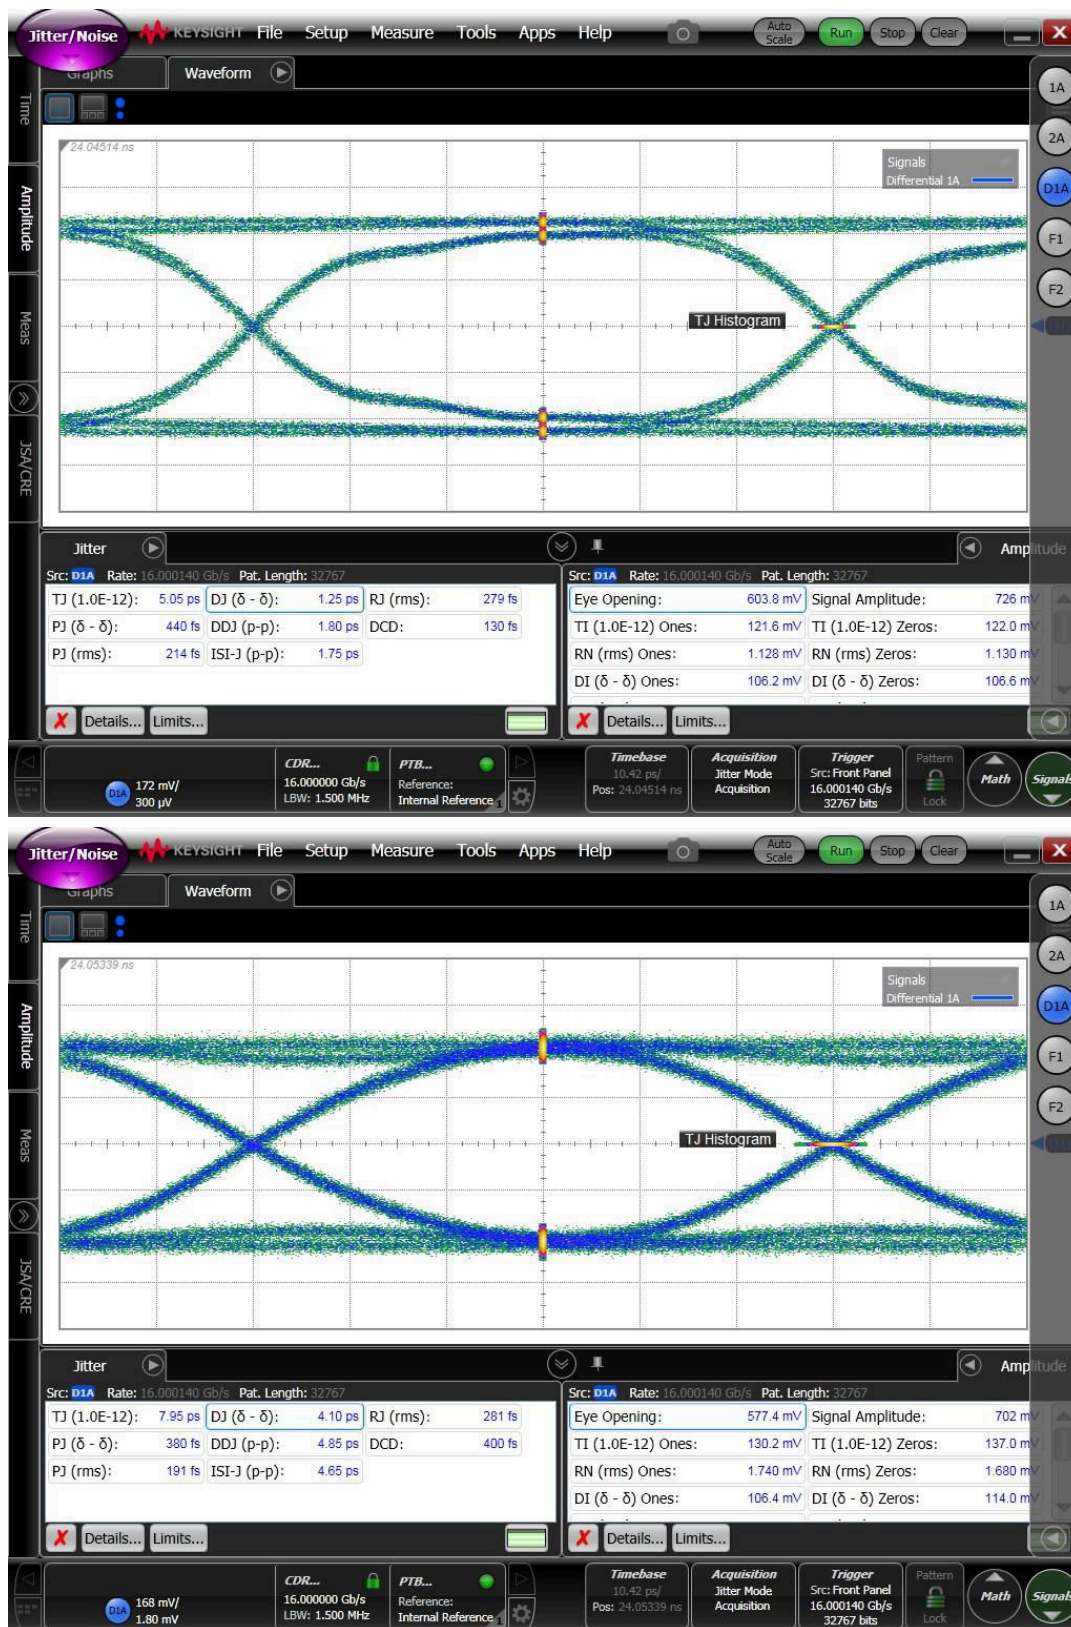 Jitter/Noise KEYSIGHT File Setup Measure Tools Apps Help Auto Scale Run Stop Clear X
Graphs Waveform
Time
Amplitude
Meas
JSA/CRE
1A
2A
D1A
F1
F2
24.04514 ns
Signals
Differential 1A
TJ Histogram
Jitter
Amplitude
Src: D1A Rate: 16.000140 Gb/s Pat. Length: 32767
TJ (1.0E-12): 5.05 ps DJ (δ - δ): 1.25 ps RJ (rms): 279 fs
PJ (δ - δ): 440 fs DDJ (p-p): 1.80 ps DCD: 130 fs
PJ (rms): 214 fs ISI-J (p-p): 1.75 ps
Details... Limits...
Src: D1A Rate: 16.000140 Gb/s Pat. Length: 32767
Eye Opening: 603.8 mV Signal Amplitude: 726 mV
TI (1.0E-12) Ones: 121.6 mV TI (1.0E-12) Zeros: 122.0 mV
RN (rms) Ones: 1.128 mV RN (rms) Zeros: 1.130 mV
DI (δ - δ) Ones: 106.2 mV DI (δ - δ) Zeros: 106.6 mV
Details... Limits...
D1A 172 mV/
300 µV
CDR...
16.000000 Gb/s
LBW: 1.500 MHz
PTB...
Reference:
Internal Reference
1
Timebase
10.42 ps/
Pos: 24.04514 ns
Acquisition
Jitter Mode
Acquisition
Trigger
Src: Front Panel
16.000140 Gb/s
32767 bits
Pattern
Lock
Math
Signals
Jitter/Noise KEYSIGHT File Setup Measure Tools Apps Help Auto Scale Run Stop Clear X
Graphs Waveform
Time
Amplitude
Meas
JSA/CRE
1A
2A
D1A
F1
F2
24.05339 ns
Signals
Differential 1A
TJ Histogram
Jitter
Amplitude
Src: D1A Rate: 16.000140 Gb/s Pat. Length: 32767
TJ (1.0E-12): 7.95 ps DJ (δ - δ): 4.10 ps RJ (rms): 281 fs
PJ (δ - δ): 380 fs DDJ (p-p): 4.85 ps DCD: 400 fs
PJ (rms): 191 fs ISI-J (p-p): 4.65 ps
Details... Limits...
Src: D1A Rate: 16.000140 Gb/s Pat. Length: 32767
Eye Opening: 577.4 mV Signal Amplitude: 702 mV
TI (1.0E-12) Ones: 130.2 mV TI (1.0E-12) Zeros: 137.0 mV
RN (rms) Ones: 1.740 mV RN (rms) Zeros: 1.680 mV
DI (δ - δ) Ones: 106.4 mV DI (δ - δ) Zeros: 114.0 mV
Details... Limits...
D1A 168 mV/
1.80 mV
CDR...
16.000000 Gb/s
LBW: 1.500 MHz
PTB...
Reference:
Internal Reference
1
Timebase
10.42 ps/
Pos: 24.05339 ns
Acquisition
Jitter Mode
Acquisition
Trigger
Src: Front Panel
16.000140 Gb/s
32767 bits
Pattern
Lock
Math
Signals